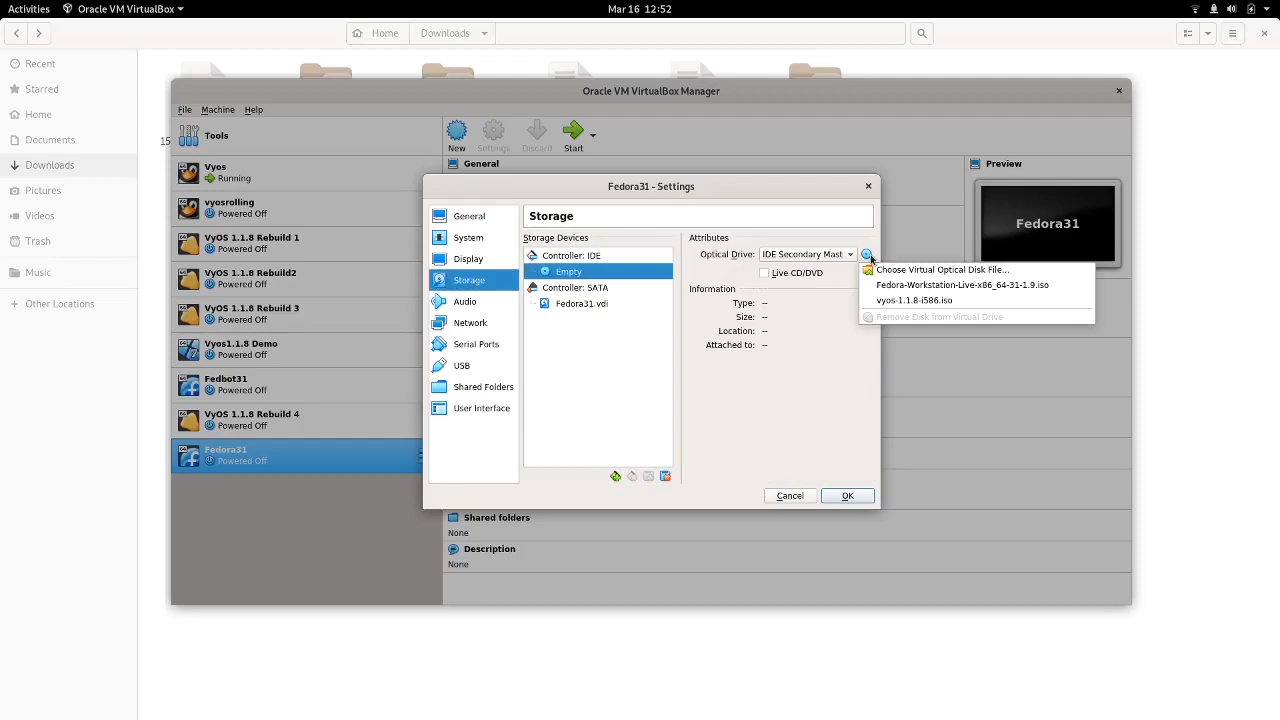 Activities
Oracle VM VirtualBox
Mar 16 12:52
Home
Downloads
Recent
Starred
Home
Documents
Downloads
Pictures
Videos
Trash
Music
Other Locations
15
Oracle VM VirtualBox Manager
File Machine Help
Tools
New
Settings
Discard
Start
Vyos
Running
vyosrolling
Powered Off
VyOS 1.1.8 Rebuild 1
Powered Off
VyOS 1.1.8 Rebuild2
Powered Off
VyOS 1.1.8 Rebuild 3
Powered Off
Vyos1.1.8 Demo
Powered Off
Fedbot31
Powered Off
VyOS 1.1.8 Rebuild 4
Powered Off
Fedora31
Powered Off
General
Preview
Fedora31
Fedora31 - Settings
General
System
Display
Storage
Audio
Network
Serial Ports
USB
Shared Folders
User Interface
Storage
Storage Devices
Controller: IDE
Empty
Controller: SATA
Fedora31.vdi
Attributes
Optical Drive: IDE Secondary Mast
Live CD/DVD
Information
Type: --
Size: --
Location: --
Attached to: --
Choose Virtual Optical Disk File...
Fedora-Workstation-Live-x86_64-31-1.9.iso
vyos-1.1.8-i586.iso
Remove Disk from Virtual Drive
Cancel
OK
Shared folders
None
Description
None